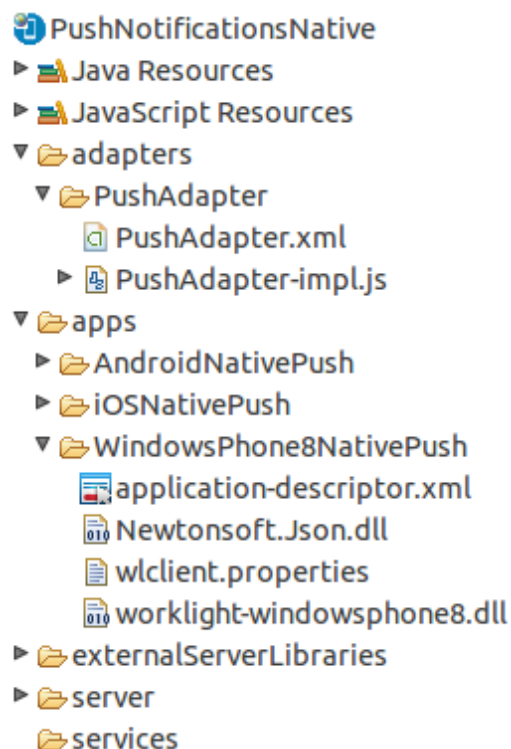 PushNotificationsNative
Java Resources
JavaScript Resources
adapters
PushAdapter
PushAdapter.xml
PushAdapter-impl.js
apps
AndroidNativePush
iOSNativePush
WindowsPhone8NativePush
application-descriptor.xml
Newtonsoft.Json.dll
wlclient.properties
worklight-windowsphone8.dll
externalServerLibraries
server
services